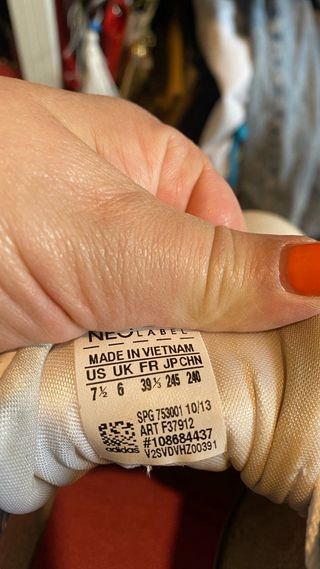 NEO LABEL
MADE IN VIETNAM
US UK FR JP CHN
7½ 6 39⅓ 245 240
SPG 753001 10/13
ART F37912
#108684437
V2SVDVHZ00391
adidas